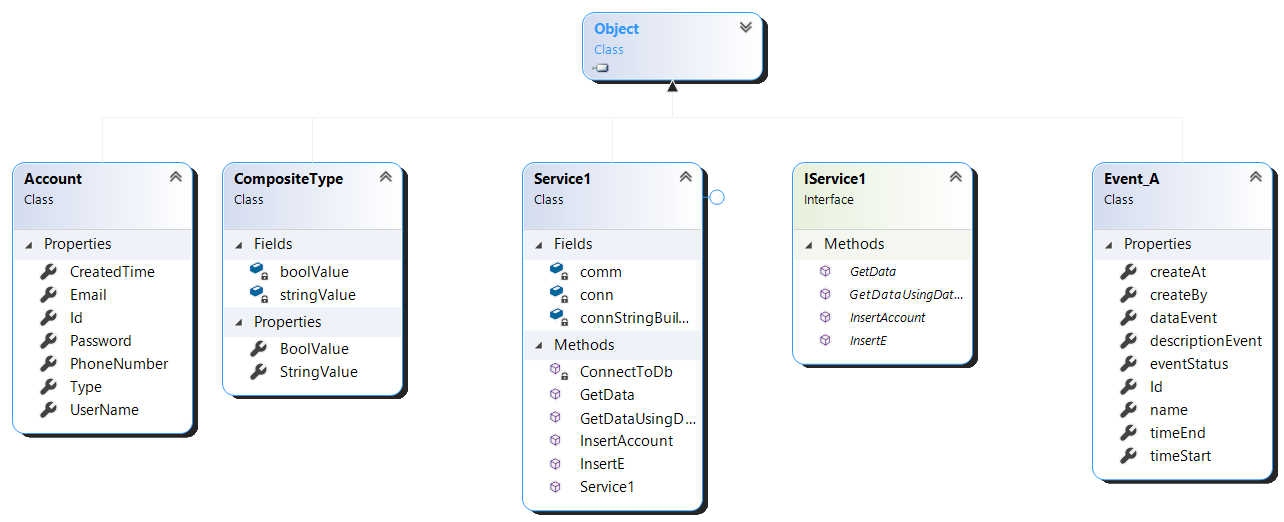 Object
Class
Account
Class
Properties
CreatedTime
Email
Id
Password
PhoneNumber
Type
UserName
CompositeType
Class
Fields
boolValue
stringValue
Properties
BoolValue
StringValue
Service1
Class
Fields
comm
conn
connStringBuil...
Methods
ConnectToDb
GetData
GetDataUsingD...
InsertAccount
InsertE
Service1
IService1
Interface
Methods
GetData
GetDataUsingDat...
InsertAccount
InsertE
Event_A
Class
Properties
createAt
createBy
dataEvent
descriptionEvent
eventStatus
Id
name
timeEnd
timeStart